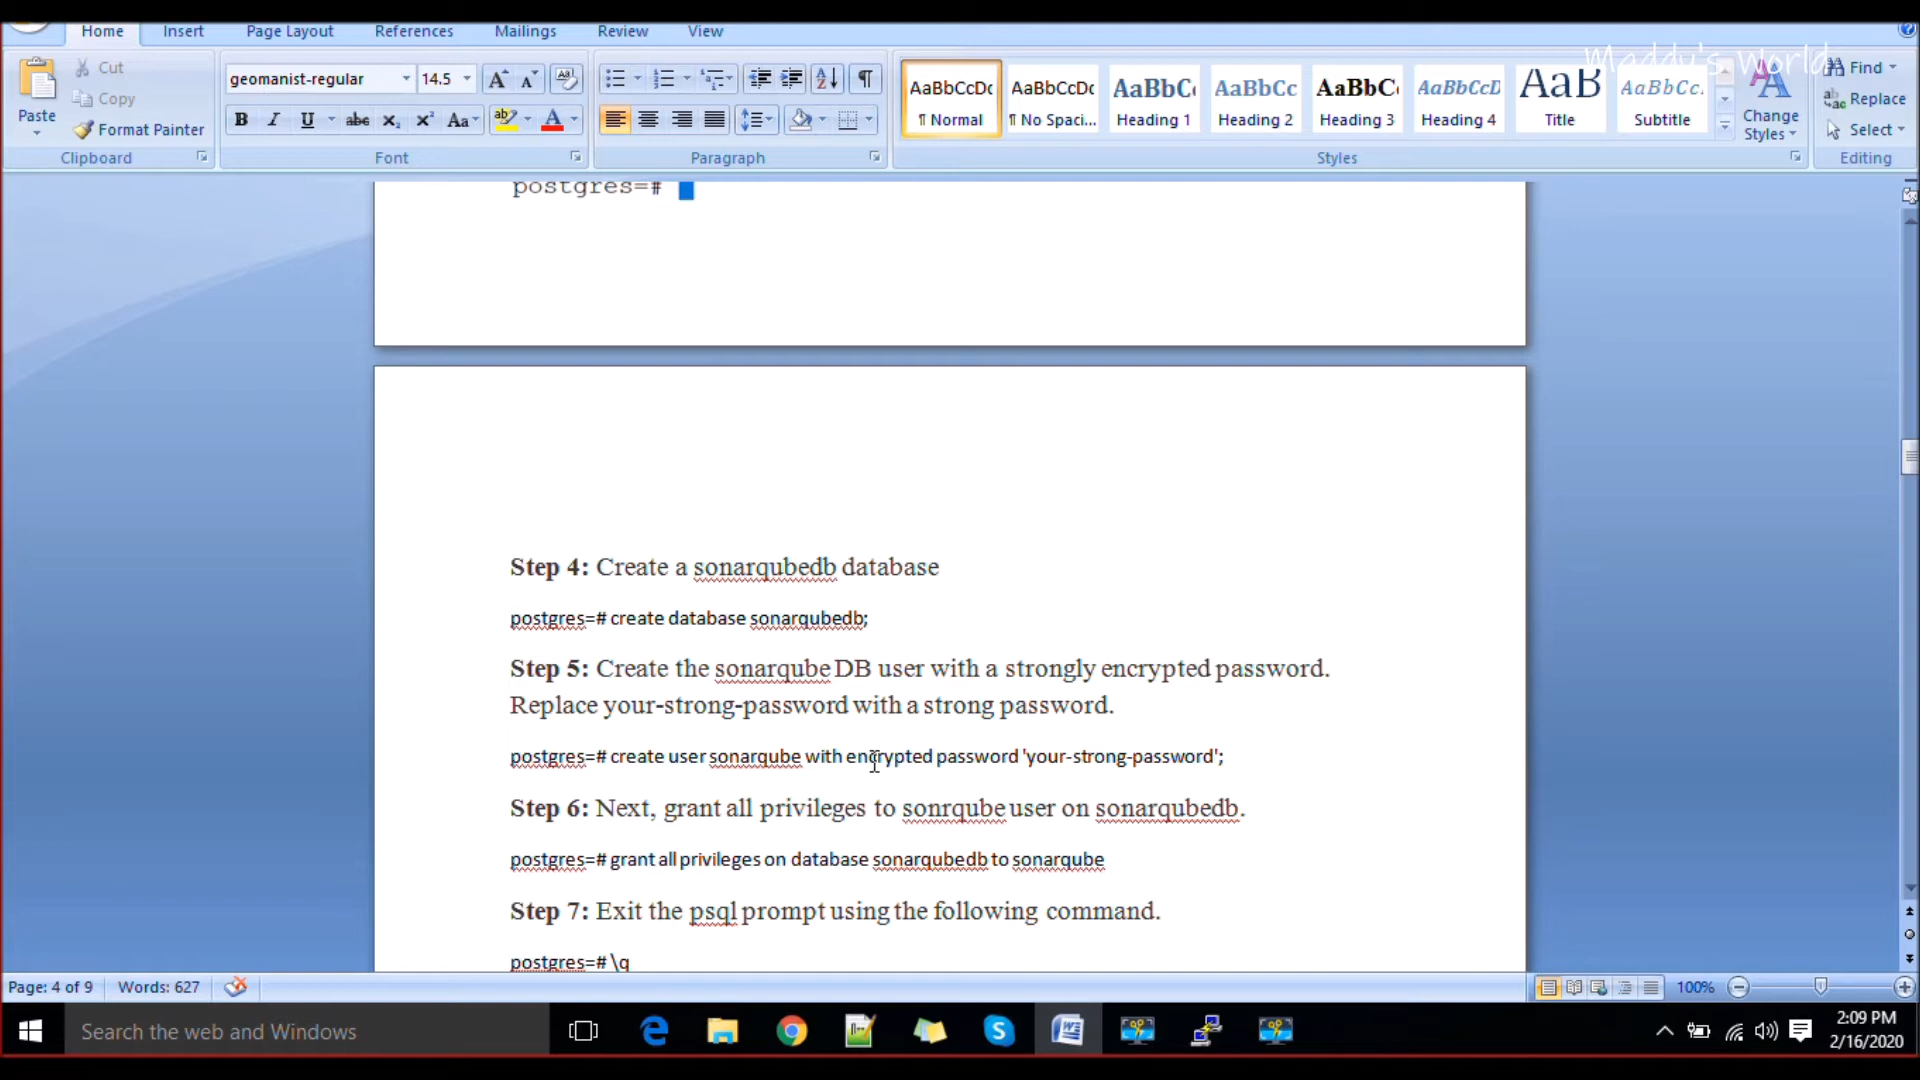 Home Insert Page Layout References Mailings Review View
Maddy's World
Paste
Cut
Copy
Format Painter
Clipboard
geomanist-regular 14.5
B I U abc X₂ X² Aa
Font
Paragraph
AaBbCcDc AaBbCcDc AaBbC AaBbCc AaBbC AaBbCcD AaB AaBbCc.
¶ Normal ¶ No Spaci... Heading 1 Heading 2 Heading 3 Heading 4 Title Subtitle
Styles
Change
Styles
Find
Replace
Select
Editing
postgres=#
Step 4: Create a sonarqubedb database
postgres=# create database sonarqubedb;
Step 5: Create the sonarqube DB user with a strongly encrypted password.
Replace your-strong-password with a strong password.
postgres=# create user sonarqube with encrypted password 'your-strong-password';
Step 6: Next, grant all privileges to sonrqube user on sonarqubedb.
postgres=# grant all privileges on database sonarqubedb to sonarqube
Step 7: Exit the psql prompt using the following command.
postgres=# \q
Page: 4 of 9 Words: 627
100%
Search the web and Windows
2:09 PM
2/16/2020